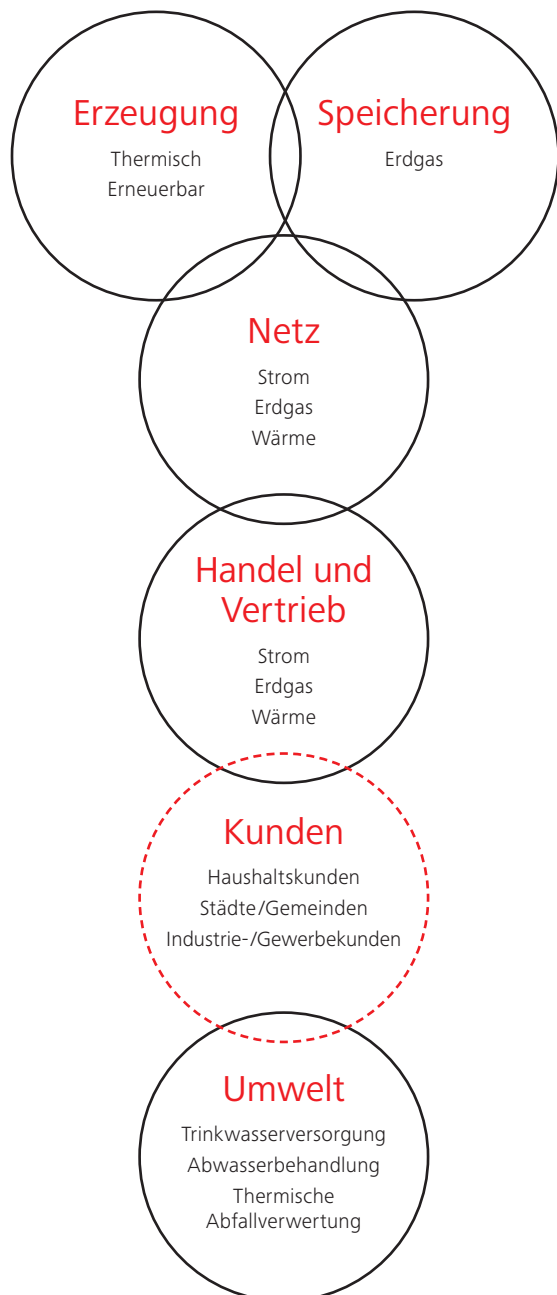 Erzeugung
Thermisch
Erneuerbar
Speicherung
Erdgas
Netz
Strom
Erdgas
Wärme
Handel und
Vertrieb
Strom
Erdgas
Wärme
Kunden
Haushaltskunden
Städte/Gemeinden
Industrie-/Gewerbekunden
Umwelt
Trinkwasserversorgung
Abwasserbehandlung
Thermische
Abfallverwertung